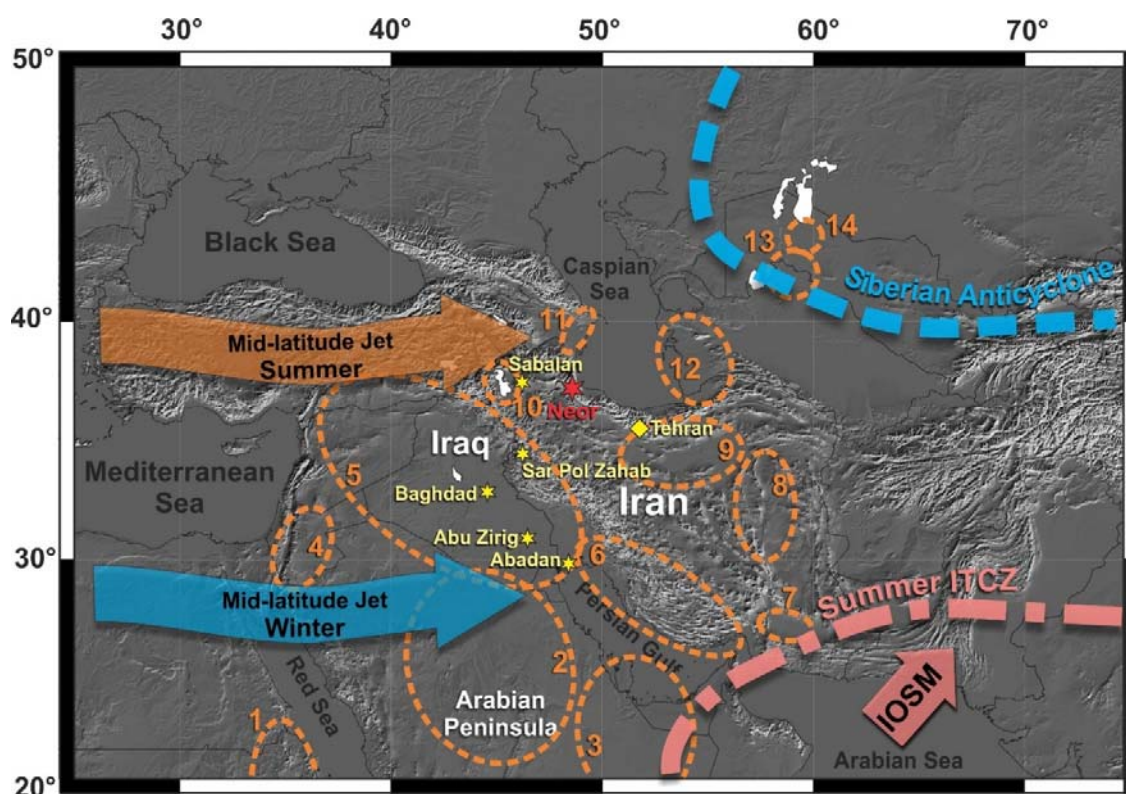 30°
40°
50°
60°
70°
50°
40°
30°
20°
Black Sea
Caspian
Sea
14
13
Siberian Anticyclone
Mid-latitude Jet
Summer
11
Sabalan
12
10
Neor
Tehran
Iraq
9
Mediterranean
Sea
5
Sar Pol Zahab
8
Baghdad
Iran
4
Abu Zirig
Abadan
6
Mid-latitude Jet
Winter
Persian Gulf
7
Summer ITCZ
Red Sea
2
Arabian
Peninsula
IOSM
1
3
Arabian Sea